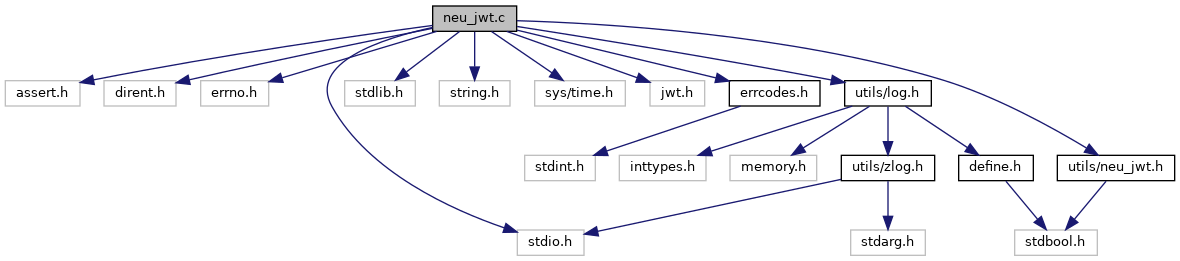 neu_jwt.c
assert.h
dirent.h
errno.h
stdlib.h
string.h
sys/time.h
jwt.h
errcodes.h
utils/log.h
stdint.h
inttypes.h
memory.h
utils/zlog.h
define.h
utils/neu_jwt.h
stdio.h
stdarg.h
stdbool.h